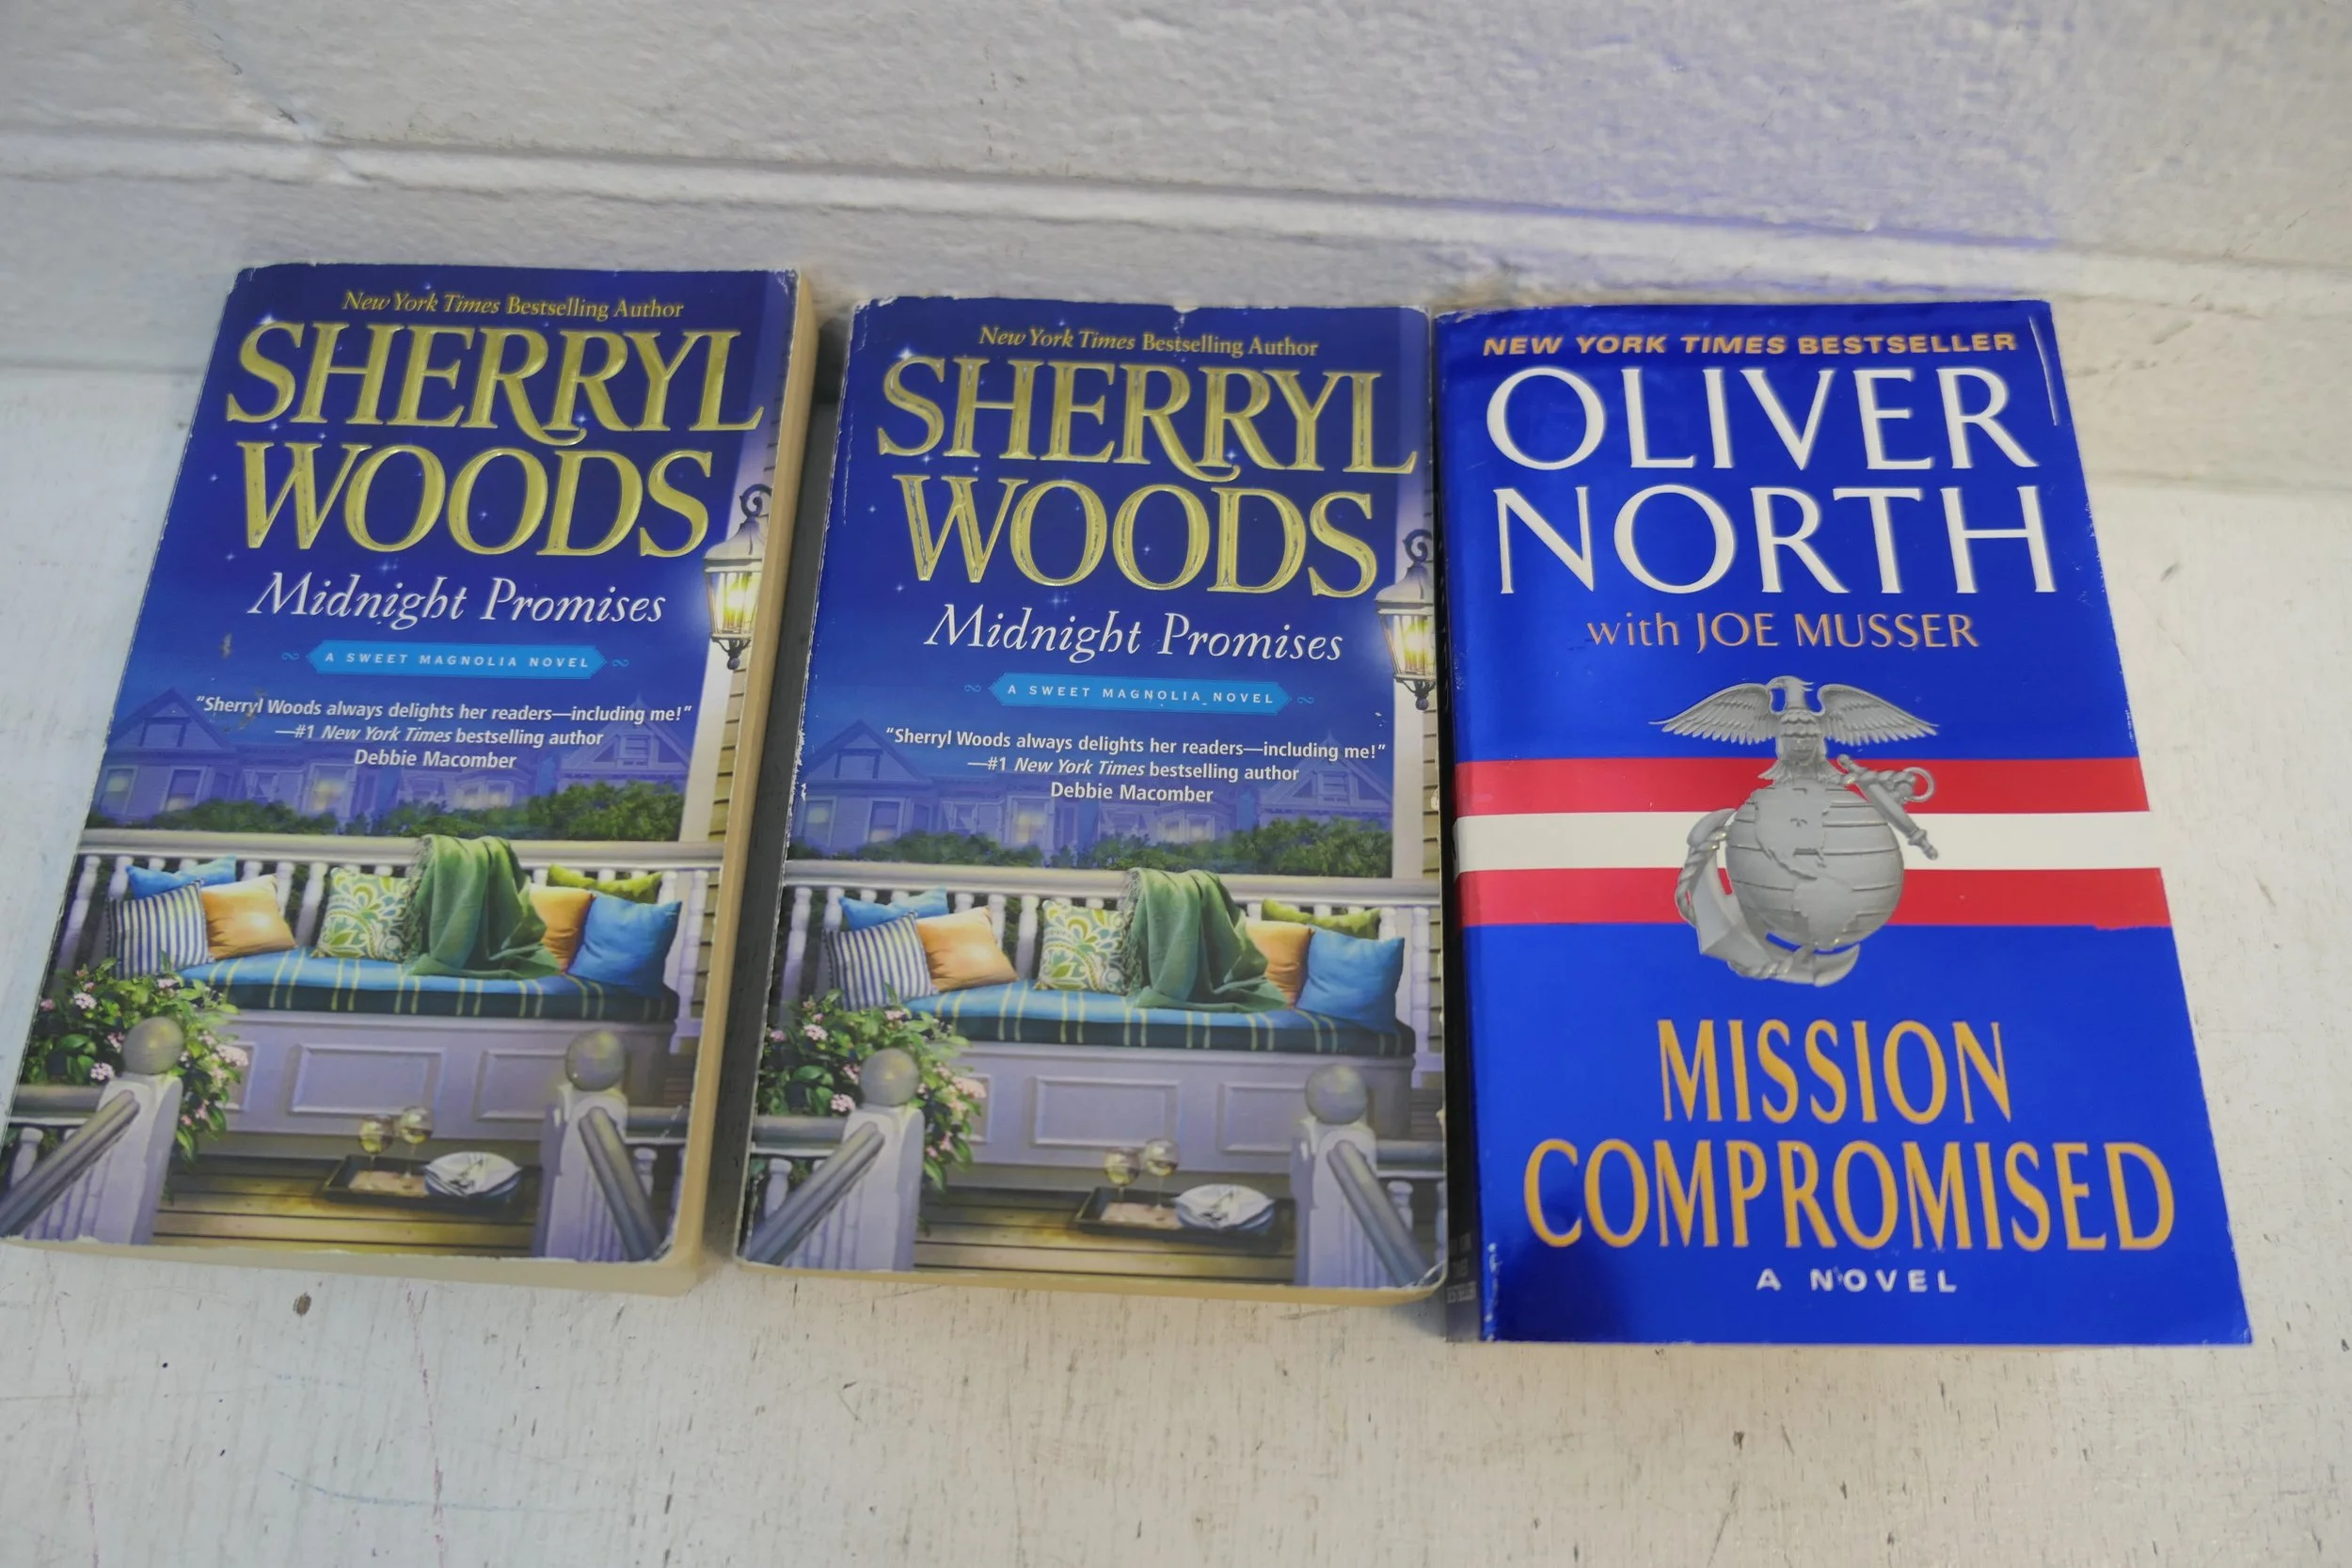 New York Times Bestselling Author
SHERRYL
WOODS
Midnight Promises
A SWEET MAGNOLIA NOVEL
"Sherryl Woods always delights her readers—including me!"
—#1 New York Times bestselling author
Debbie Macomber
New York Times Bestselling Author
SHERRYL
WOODS
Midnight Promises
A SWEET MAGNOLIA NOVEL
"Sherryl Woods always delights her readers—including me!"
—#1 New York Times bestselling author
Debbie Macomber
NEW YORK TIMES BESTSELLER
OLIVER
NORTH
with JOE MUSSER
MISSION
COMPROMISED
A NOVEL